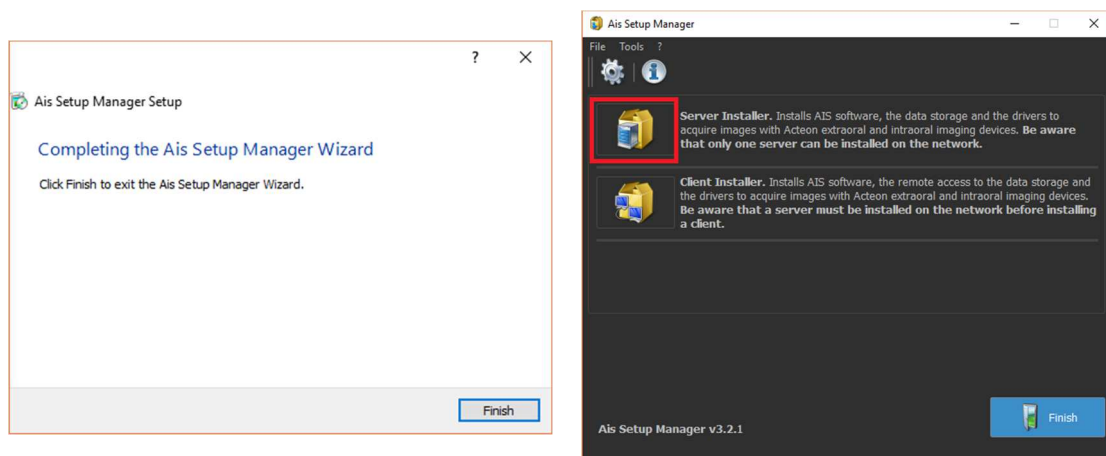 ?
Ais Setup Manager Setup
Completing the Ais Setup Manager Wizard
Click Finish to exit the Ais Setup Manager Wizard.
Finish
Ais Setup Manager
File Tools ?
Server Installer. Installs AIS software, the data storage and the drivers to
acquire images with Acteon extraoral and intraoral imaging devices. Be aware
that only one server can be installed on the network.
Client Installer. Installs AIS software, the remote access to the data storage and
the drivers to acquire images with Acteon extraoral and intraoral imaging devices.
Be aware that a server must be installed on the network before installing
a client.
Finish
Ais Setup Manager v3.2.1